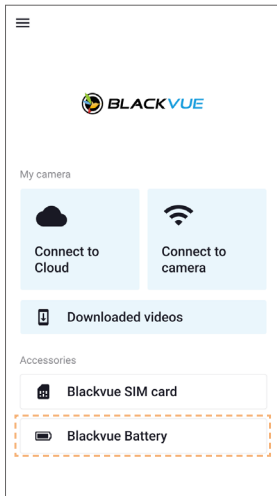 BLACKVUE
My camera
Connect to
Cloud
Connect to
camera
Downloaded videos
Accessories
Blackvue SIM card
Blackvue Battery